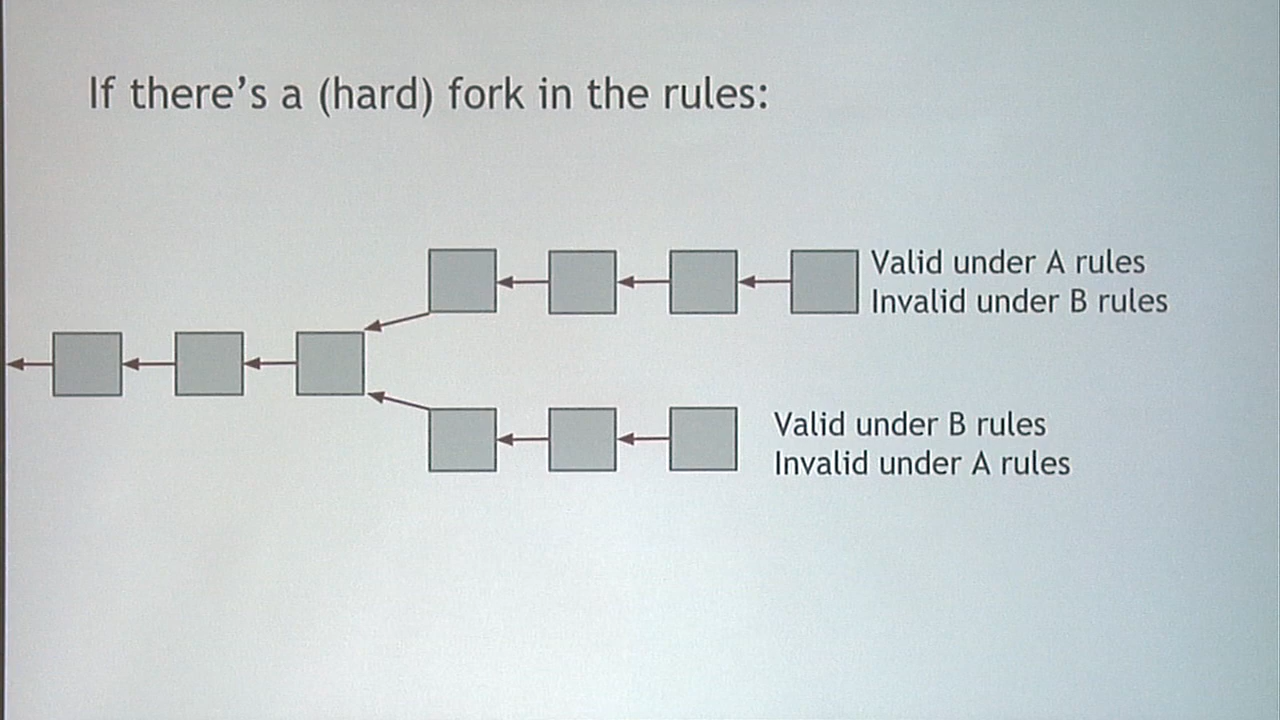 If there's a (hard) fork in the rules:
Valid under A rules
Invalid under B rules
Valid under B rules
Invalid under A rules